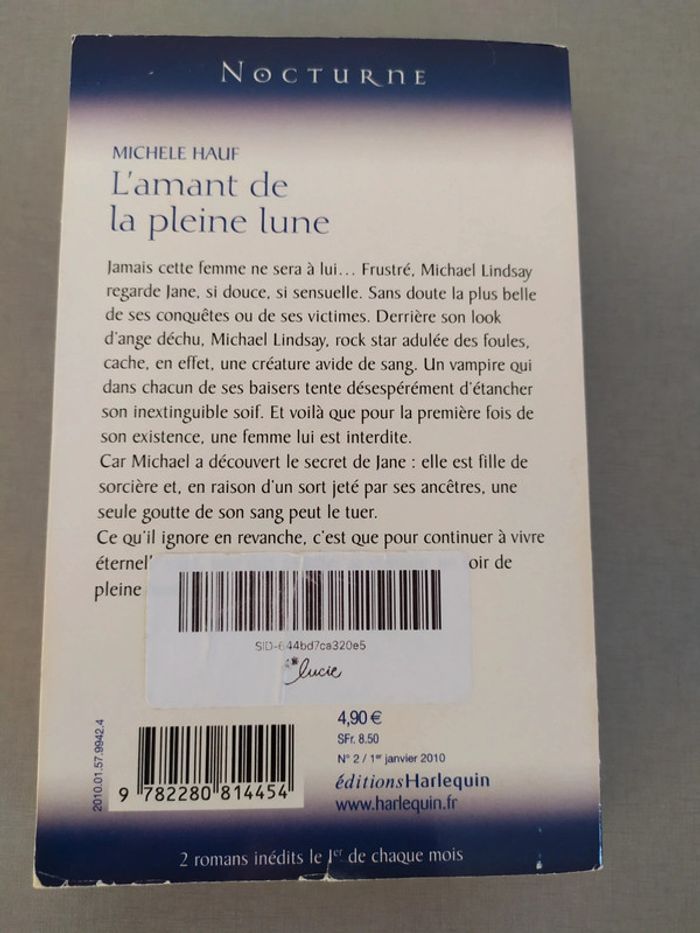 NOCTURNE
MICHELE HAUF
L'amant de
la pleine lune
Jamais cette femme ne sera à lui... Frustré, Michael Lindsay
regarde Jane, si douce, si sensuelle. Sans doute la plus belle
de ses conquêtes ou de ses victimes. Derrière son look
d'ange déchu, Michael Lindsay, rock star adulée des foules,
cache, en effet, une créature avide de sang. Un vampire qui
dans chacun de ses baisers tente désespérément d'étancher
son inextinguible soif. Et voilà que pour la première fois de
son existence, une femme lui est interdite.
Car Michael a découvert le secret de Jane : elle est fille de
sorcière et, en raison d'un sort jeté par ses ancêtres, une
seule goutte de son sang peut le tuer.
Ce qu'il ignore en revanche, c'est que pour continuer à vivre
éternel oir de
pleine
SID-644bd7ca320e5
lucie
2010.01.57.9942.4
9 782280 814454
4,90 €
SFr. 8.50
N° 2 / 1er janvier 2010
éditionsHarlequin
www.harlequin.fr
2 romans inédits le 1er de chaque mois